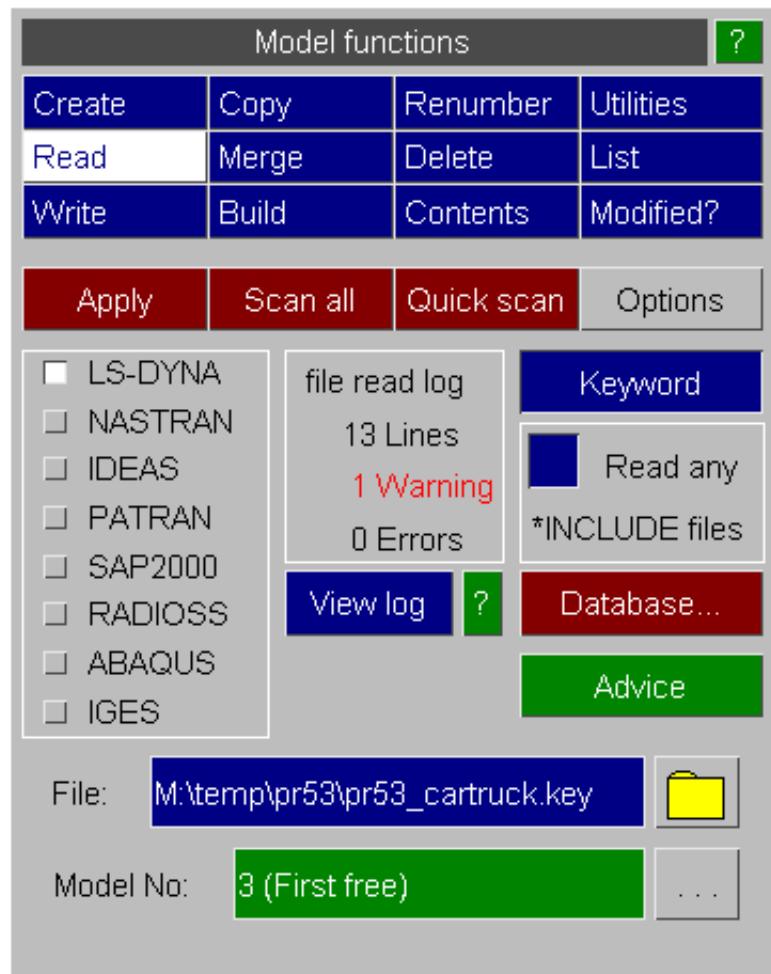 Model functions ?
Create Copy Renumber Utilities
Read Merge Delete List
Write Build Contents Modified?
Apply Scan all Quick scan Options
LS-DYNA
NASTRAN
IDEAS
PATRAN
SAP2000
RADIOSS
ABAQUS
IGES
file read log
13 Lines
1 Warning
0 Errors
View log ?
Keyword
Read any
*INCLUDE files
Database...
Advice
File: M:\temp\pr53\pr53_cartruck.key
Model No: 3 (First free) ...